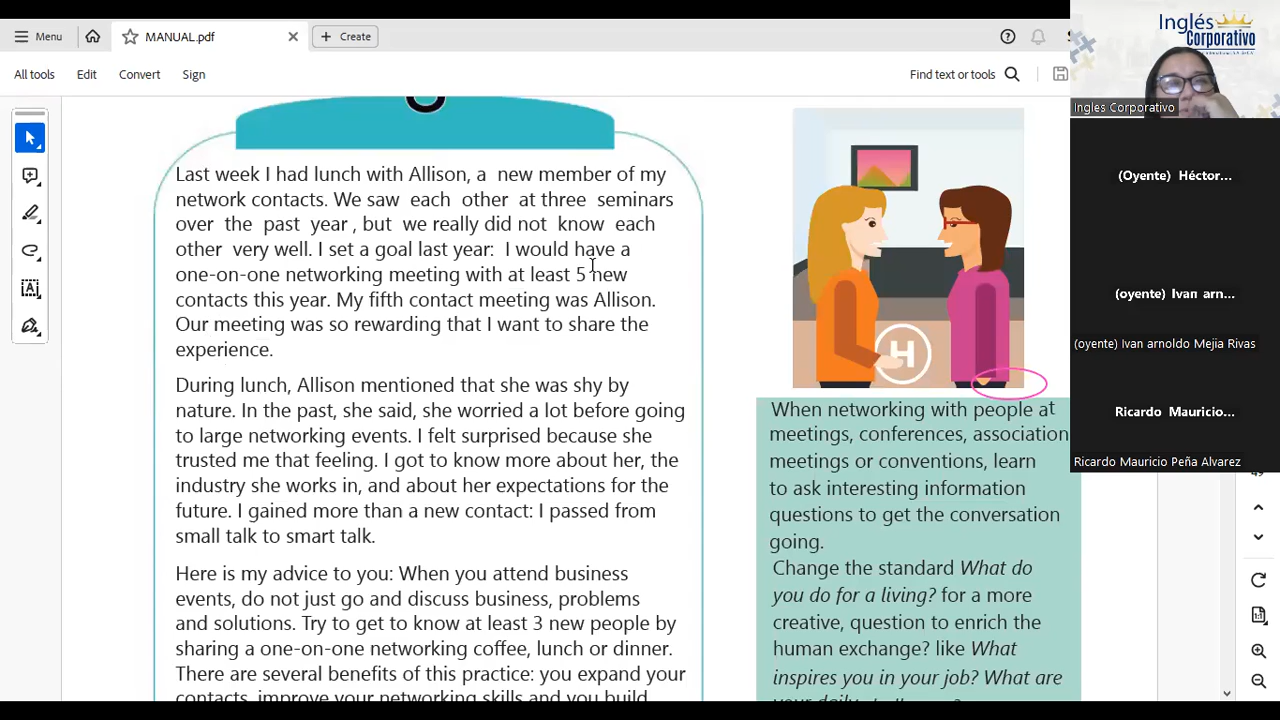 Menu
MANUAL.pdf
Create
All tools
Edit
Convert
Sign
Find text or tools
Last week I had lunch with Allison, a new member of my
network contacts. We saw each other at three seminars
over the past year , but we really did not know each
other very well. I set a goal last year: I would have a
one-on-one networking meeting with at least 5 new
contacts this year. My fifth contact meeting was Allison.
Our meeting was so rewarding that I want to share the
experience.
During lunch, Allison mentioned that she was shy by
nature. In the past, she said, she worried a lot before going
to large networking events. I felt surprised because she
trusted me that feeling. I got to know more about her, the
industry she works in, and about her expectations for the
future. I gained more than a new contact: I passed from
small talk to smart talk.
Here is my advice to you: When you attend business
events, do not just go and discuss business, problems
and solutions. Try to get to know at least 3 new people by
sharing a one-on-one networking coffee, lunch or dinner.
There are several benefits of this practice: you expand your
contacts, improve your networking skills and you build
H
When networking with people at
meetings, conferences, association
meetings or conventions, learn
to ask interesting information
questions to get the conversation
going.
Change the standard What do
you do for a living? for a more
creative, question to enrich the
human exchange? like What
inspires you in your job? What are
Inglés
Corporativo
Ingles Corporativo
(Oyente) Héctor...
(oyente) Ivan arn...
(oyente) Ivan arnoldo Mejia Rivas
Ricardo Mauricio...
Ricardo Mauricio Peña Alvarez